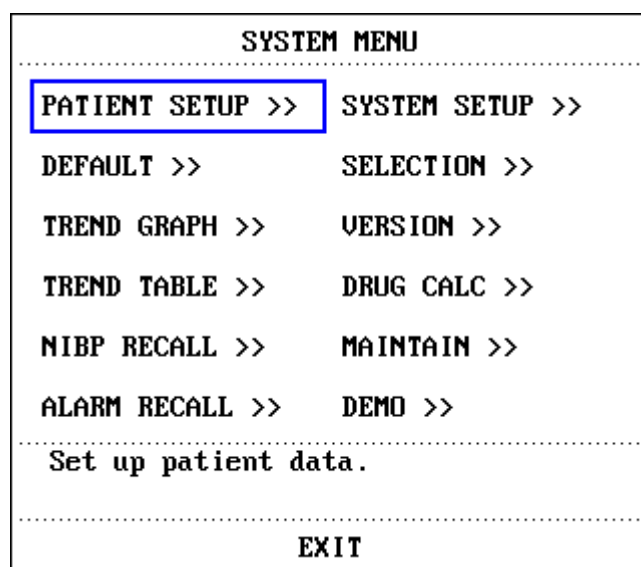 SYSTEM MENU
PATIENT SETUP >> SYSTEM SETUP >>
DEFAULT >> SELECTION >>
TREND GRAPH >> VERSION >>
TREND TABLE >> DRUG CALC >>
NIBP RECALL >> MAINTAIN >>
ALARM RECALL >> DEMO >>
Set up patient data.
EXIT